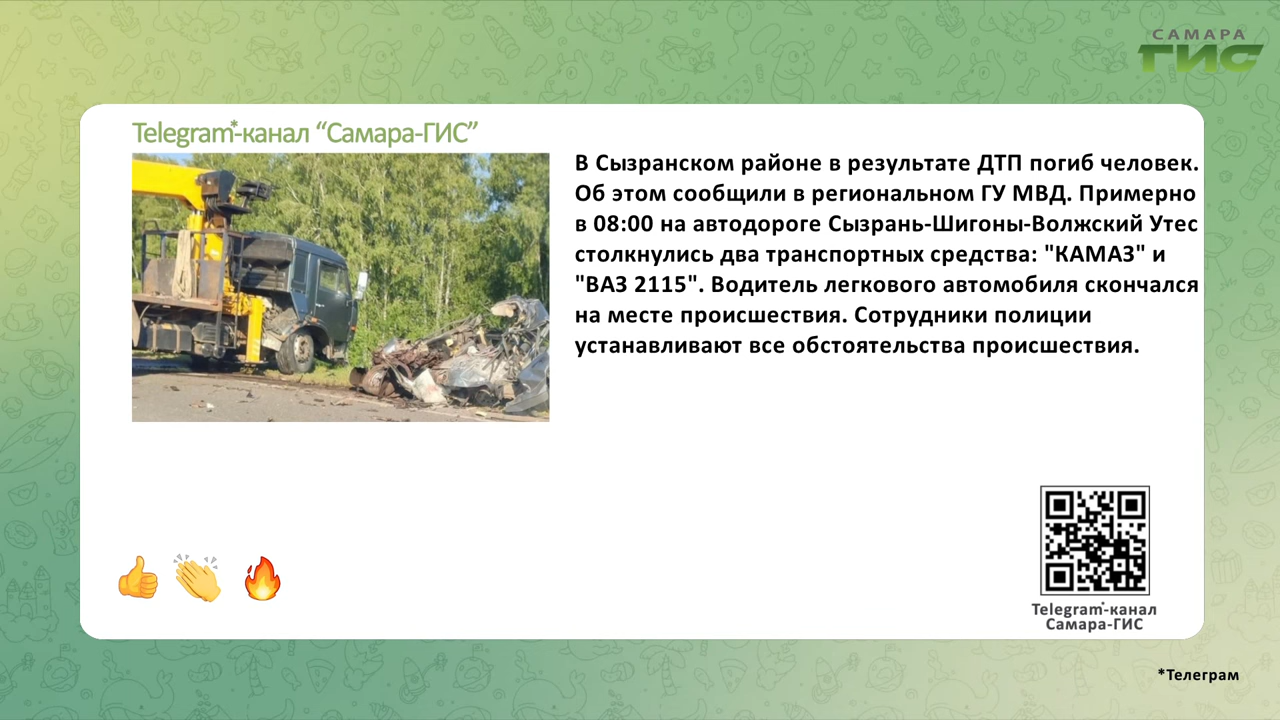 САМАРА
ГИС
Telegram*-канал “Самара-ГИС”
В Сызранском районе в результате ДТП погиб человек.
Об этом сообщили в региональном ГУ МВД. Примерно
в 08:00 на автодороге Сызрань-Шигоны-Волжский Утес
столкнулись два транспортных средства: "КАМАЗ" и
"ВАЗ 2115". Водитель легкового автомобиля скончался
на месте происшествия. Сотрудники полиции
устанавливают все обстоятельства происшествия.
Telegram*-канал
Самара-ГИС
*Телеграм